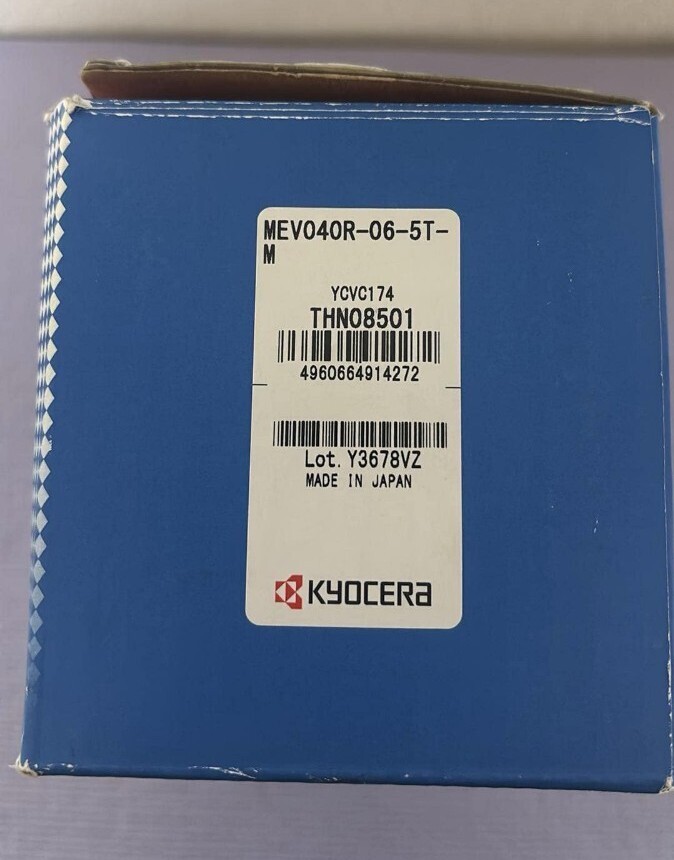 MEV040R-06-5T-
M
YCVC174
THN08501
4960664914272
Lot. Y3678VZ
MADE IN JAPAN
KYOCERA